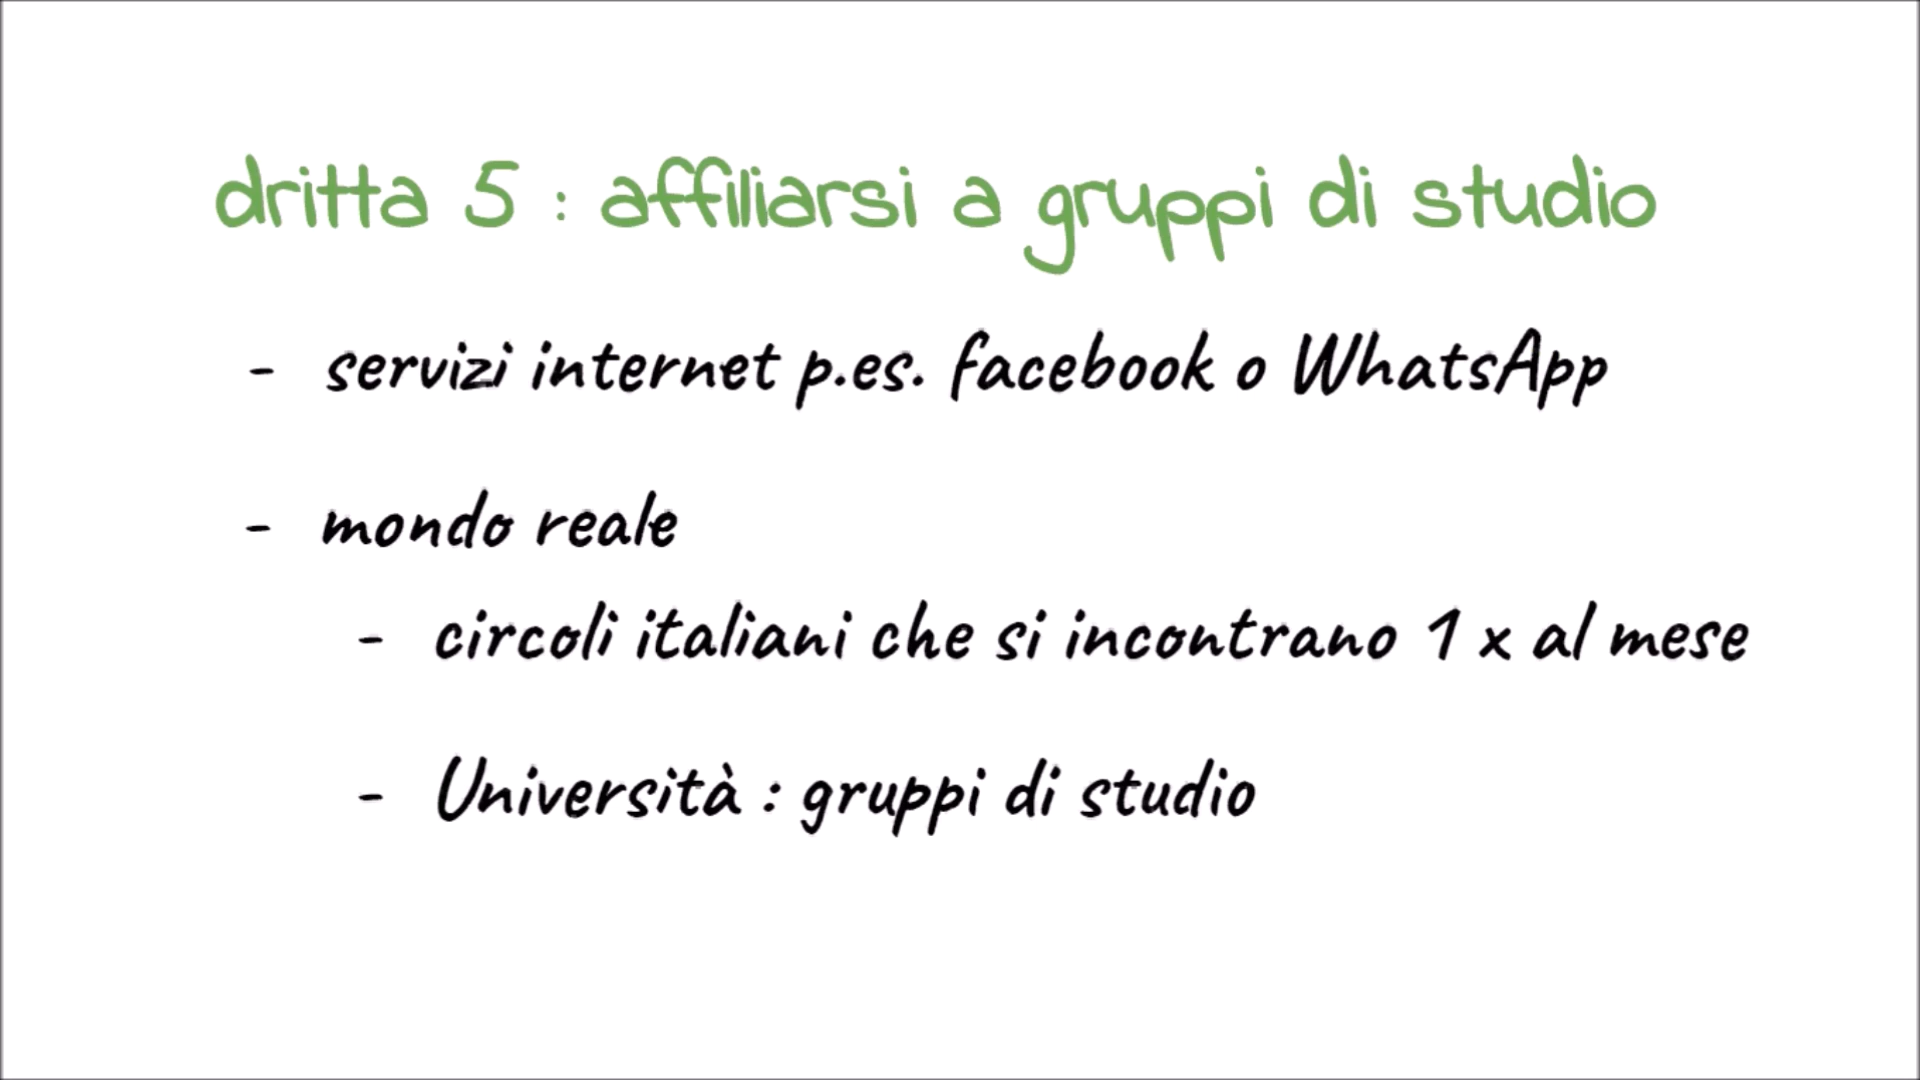 dritta 5 : affiliarsi a gruppi di studio
- servizi internet p.es. facebook o WhatsApp
- mondo reale
- circoli italiani che si incontrano 1 x al mese
- Università : gruppi di studio